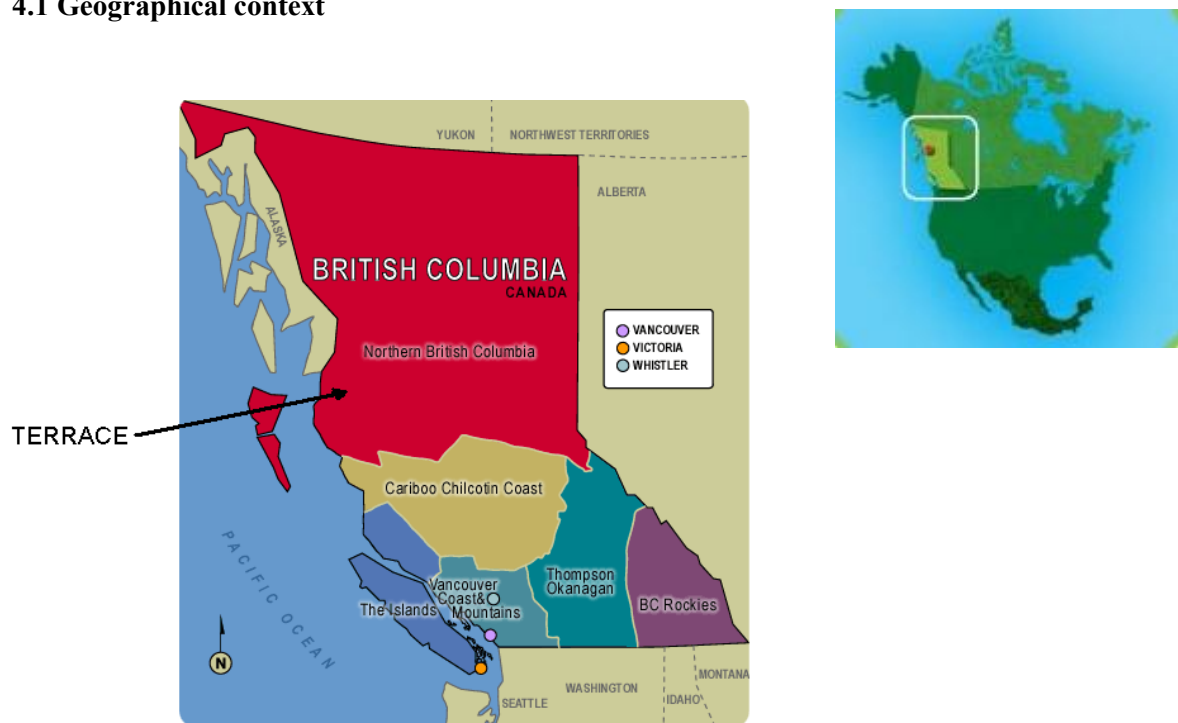 4.1 Geographical context
YUKON
NORTHWEST TERRITORIES
ALBERTA
ALASKA
BRITISH COLUMBIA
CANADA
VANCOUVER
VICTORIA
WHISTLER
Northern British Columbia
TERRACE
Cariboo Chilcotin Coast
PACIFIC OCEAN
Vancouver
Coast&
Mountains
Thompson
Okanagan
The Islands
BC Rockies
N
WASHINGTON
MONTANA
IDAHO
SEATTLE